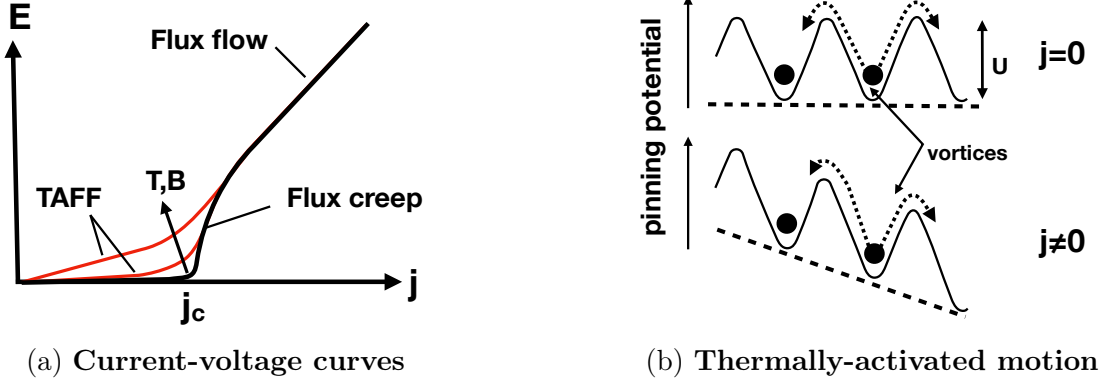 E
Flux flow
TAFF
T,B
Flux creep
j
jc
(a) Current-voltage curves
pinning potential
U
j=0
vortices
j≠0
(b) Thermally-activated motion